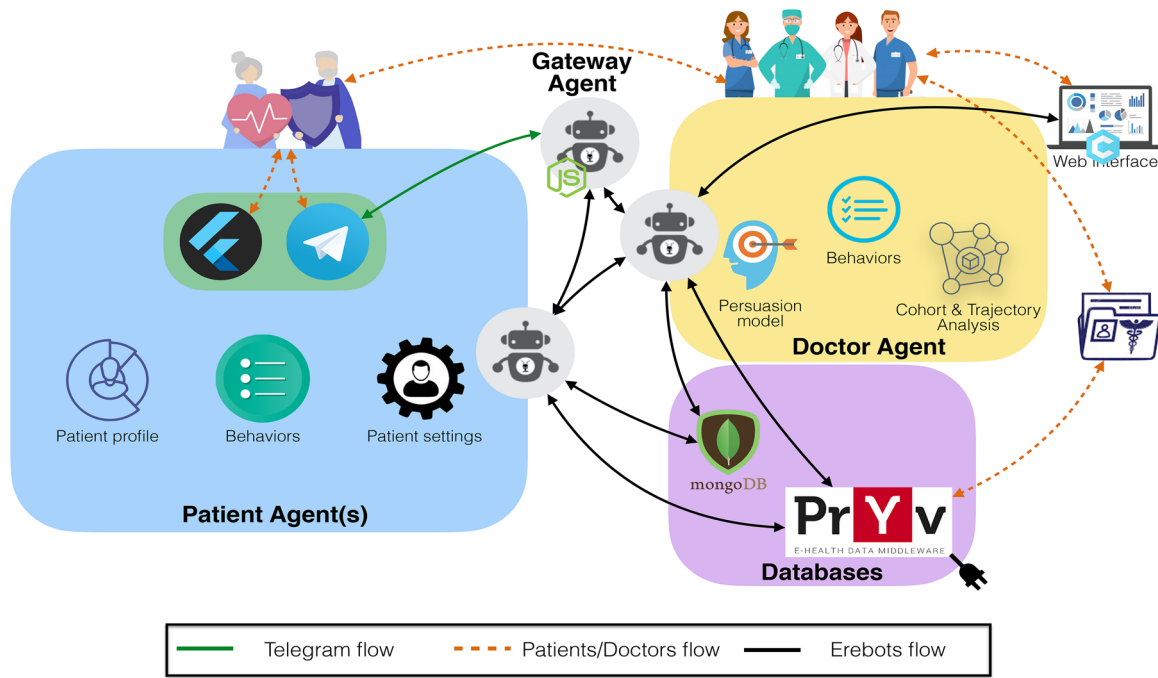 Gateway
Agent
JS
Web Interface
Behaviors
Persuasion
model
Cohort & Trajectory
Analysis
Doctor Agent
Patient profile
Behaviors
Patient settings
Patient Agent(s)
mongoDB
PrYv
E-HEALTH DATA MIDDLEWARE
Databases
Telegram flow
Patients/Doctors flow
Erebots flow